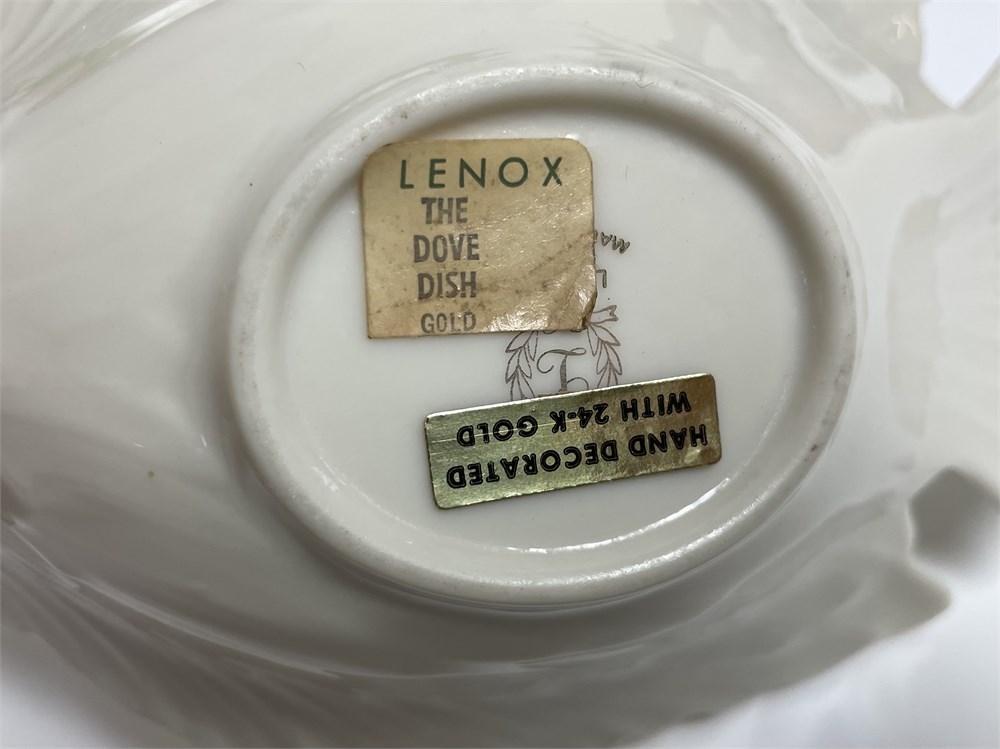 LENOX
THE
DOVE
DISH
GOLD
L
HAND DECORATED
WITH 24-K GOLD